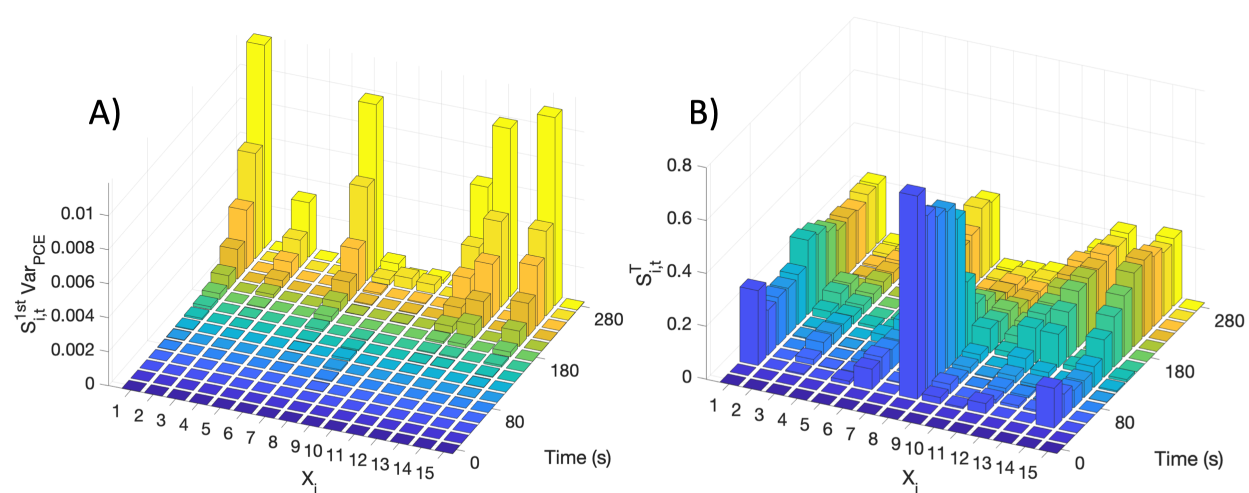 A)
0.01
0.008
0.006
0.004
0.002
0
S_{i,t}^{1st} Var_{PCE}
1 2 3 4 5 6 7 8 9 10 11 12 13 14 15
X_i
0
80
180
280
Time (s)
B)
0.8
0.6
0.4
0.2
0
S_{i,t}^{T}
1 2 3 4 5 6 7 8 9 10 11 12 13 14 15
X_i
0
80
180
280
Time (s)